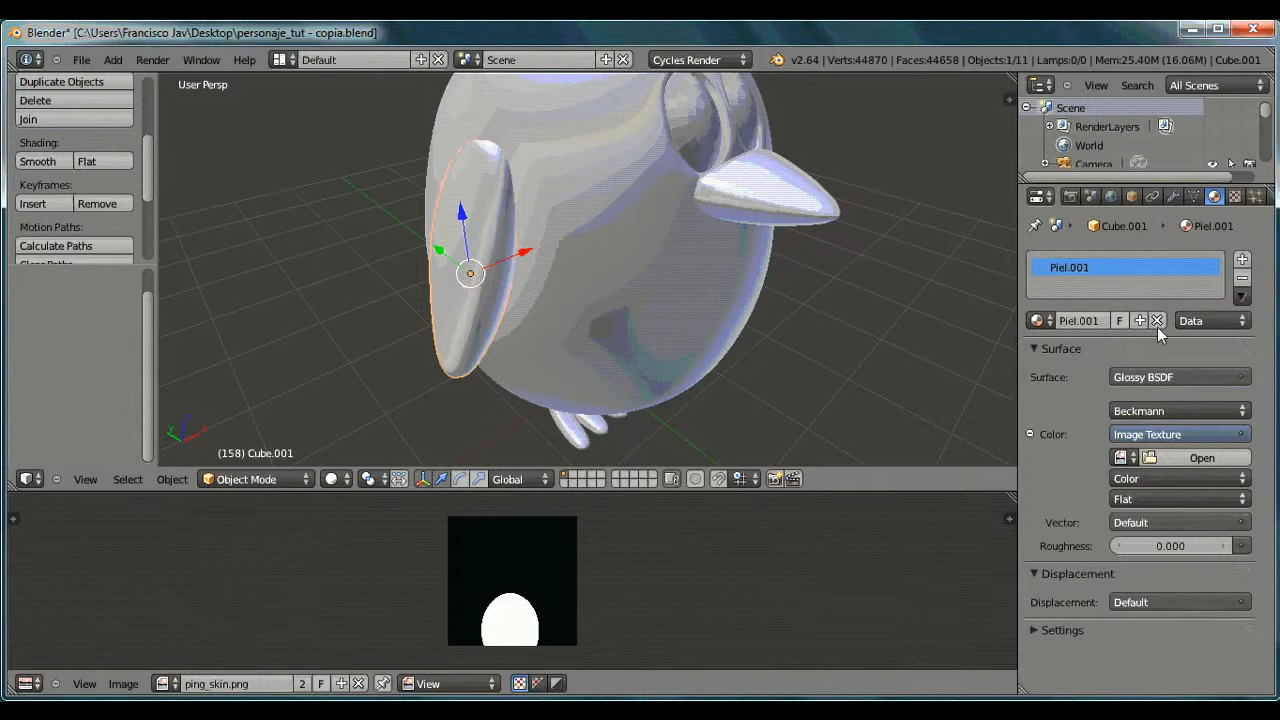 Blender* [C:\Users\Francisco Jav\Desktop\personaje_tut - copia.blend]
File Add Render Window Help Default Scene Cycles Render v2.64 | Verts:44870 | Faces:44658 | Objects:1/11 | Lamps:0/0 | Mem:25.40M (16.06M) | Cube.001
Duplicate Objects
Delete
Join
Shading:
Smooth Flat
Keyframes:
Insert Remove
Motion Paths:
Calculate Paths
User Persp
(158) Cube.001
View Select Object Object Mode Global
View Image ping_skin.png 2 F View
View Search All Scenes
Scene
RenderLayers
World
Camera
Cube.001 Piel.001
Piel.001
Piel.001 F Data
Surface
Surface: Glossy BSDF
Beckmann
Color: Image Texture
Open
Color
Flat
Vector: Default
Roughness: 0.000
Displacement
Displacement: Default
Settings